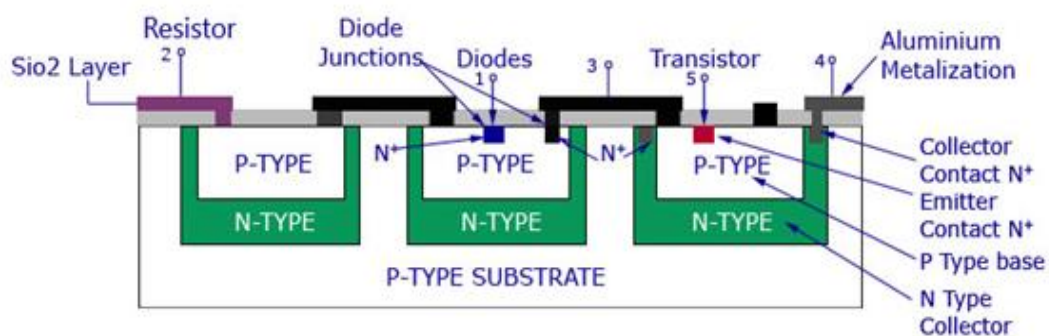 Resistor
2
Sio2 Layer
Diode
Junctions
Diodes
1
3
Transistor
5
4
Aluminium
Metalization
N+
P-TYPE
P-TYPE
N+
P-TYPE
N-TYPE
N-TYPE
N-TYPE
P-TYPE SUBSTRATE
Collector
Contact N+
Emitter
Contact N+
P Type base
N Type
Collector